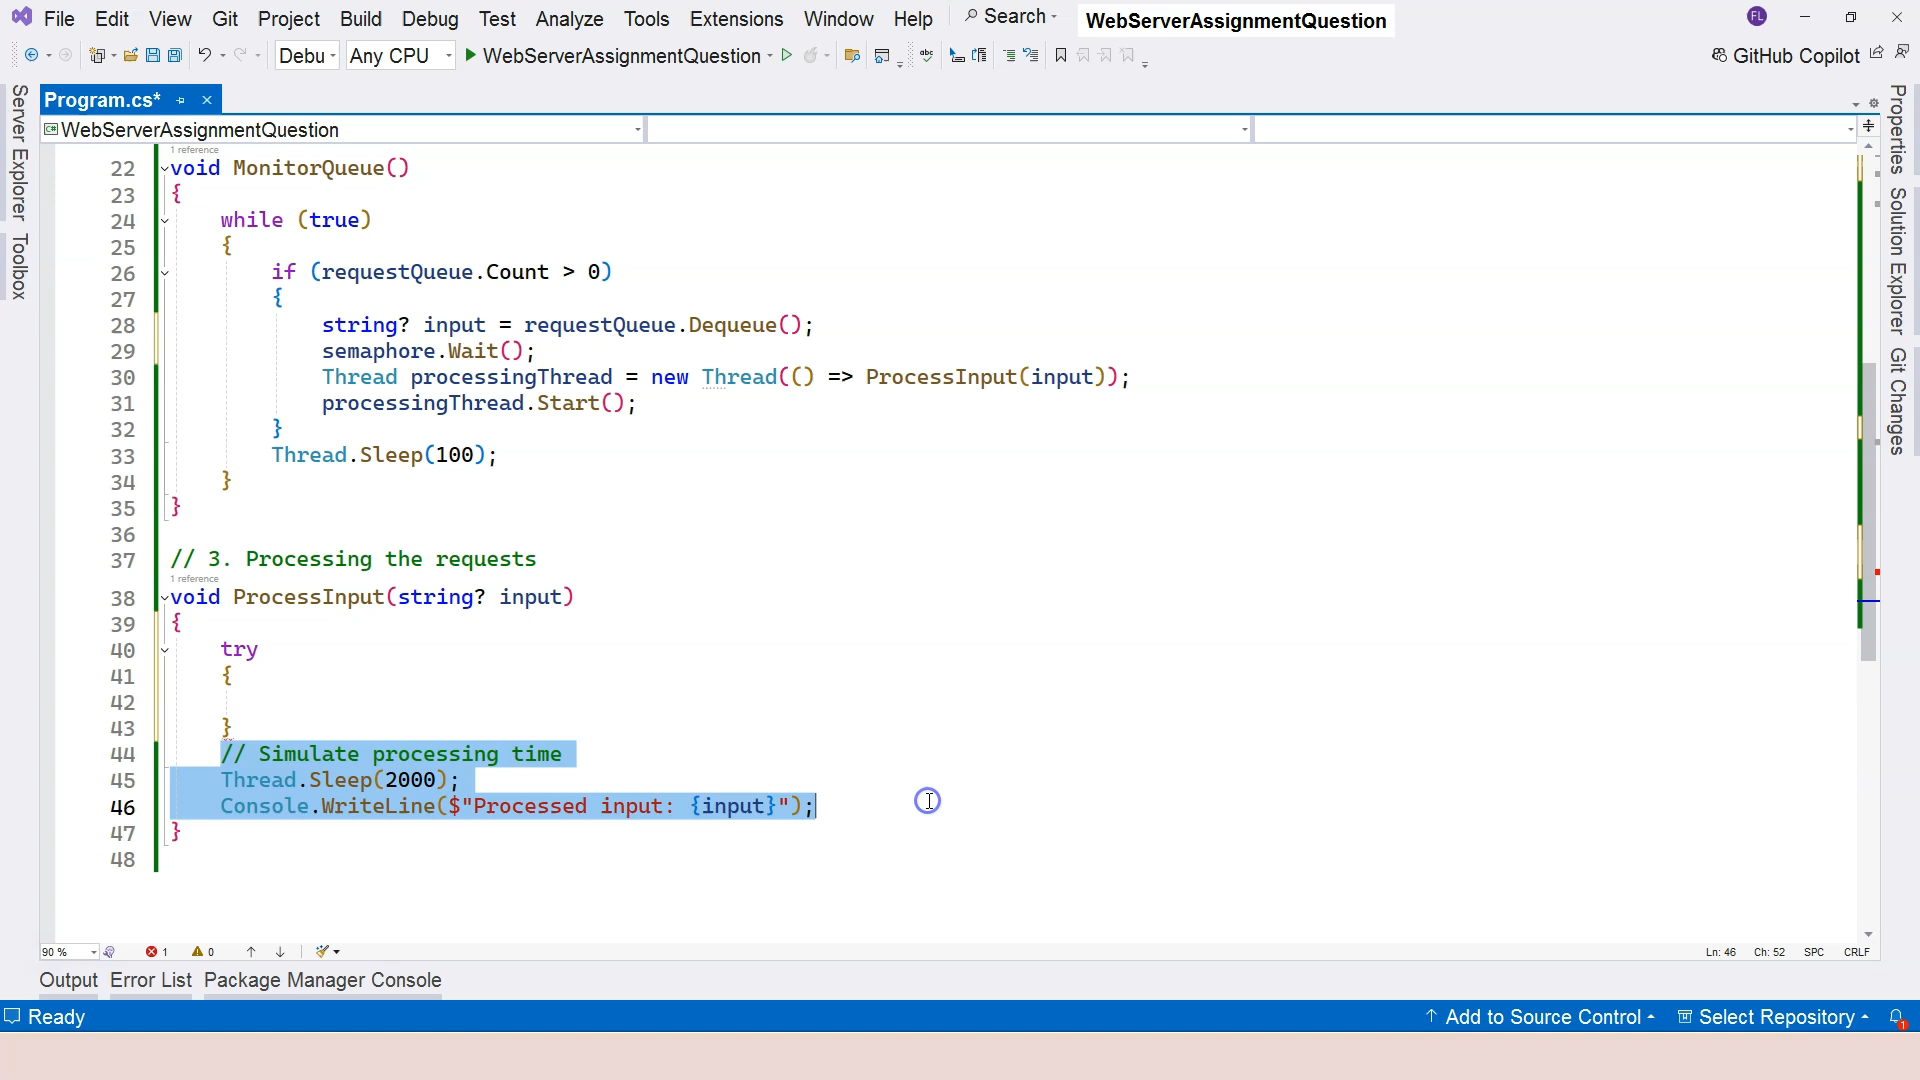 File Edit View Git Project Build Debug Test Analyze Tools Extensions Window Help Search WebServerAssignmentQuestion FL
Debu Any CPU WebServerAssignmentQuestion abc GitHub Copilot
Server Explorer
Toolbox
Program.cs*
C# WebServerAssignmentQuestion
1 reference
22 void MonitorQueue()
23 {
24 while (true)
25 {
26 if (requestQueue.Count > 0)
27 {
28 string? input = requestQueue.Dequeue();
29 semaphore.Wait();
30 Thread processingThread = new Thread(() => ProcessInput(input));
31 processingThread.Start();
32 }
33 Thread.Sleep(100);
34 }
35 }
36
37 // 3. Processing the requests
1 reference
38 void ProcessInput(string? input)
39 {
40 try
41 {
42
43 }
44 // Simulate processing time
45 Thread.Sleep(2000);
46 Console.WriteLine($"Processed input: {input}");
47 }
48
Properties
Solution Explorer
Git Changes
90 % 1 0 Ln: 46 Ch: 52 SPC CRLF
Output Error List Package Manager Console
Ready Add to Source Control Select Repository 1